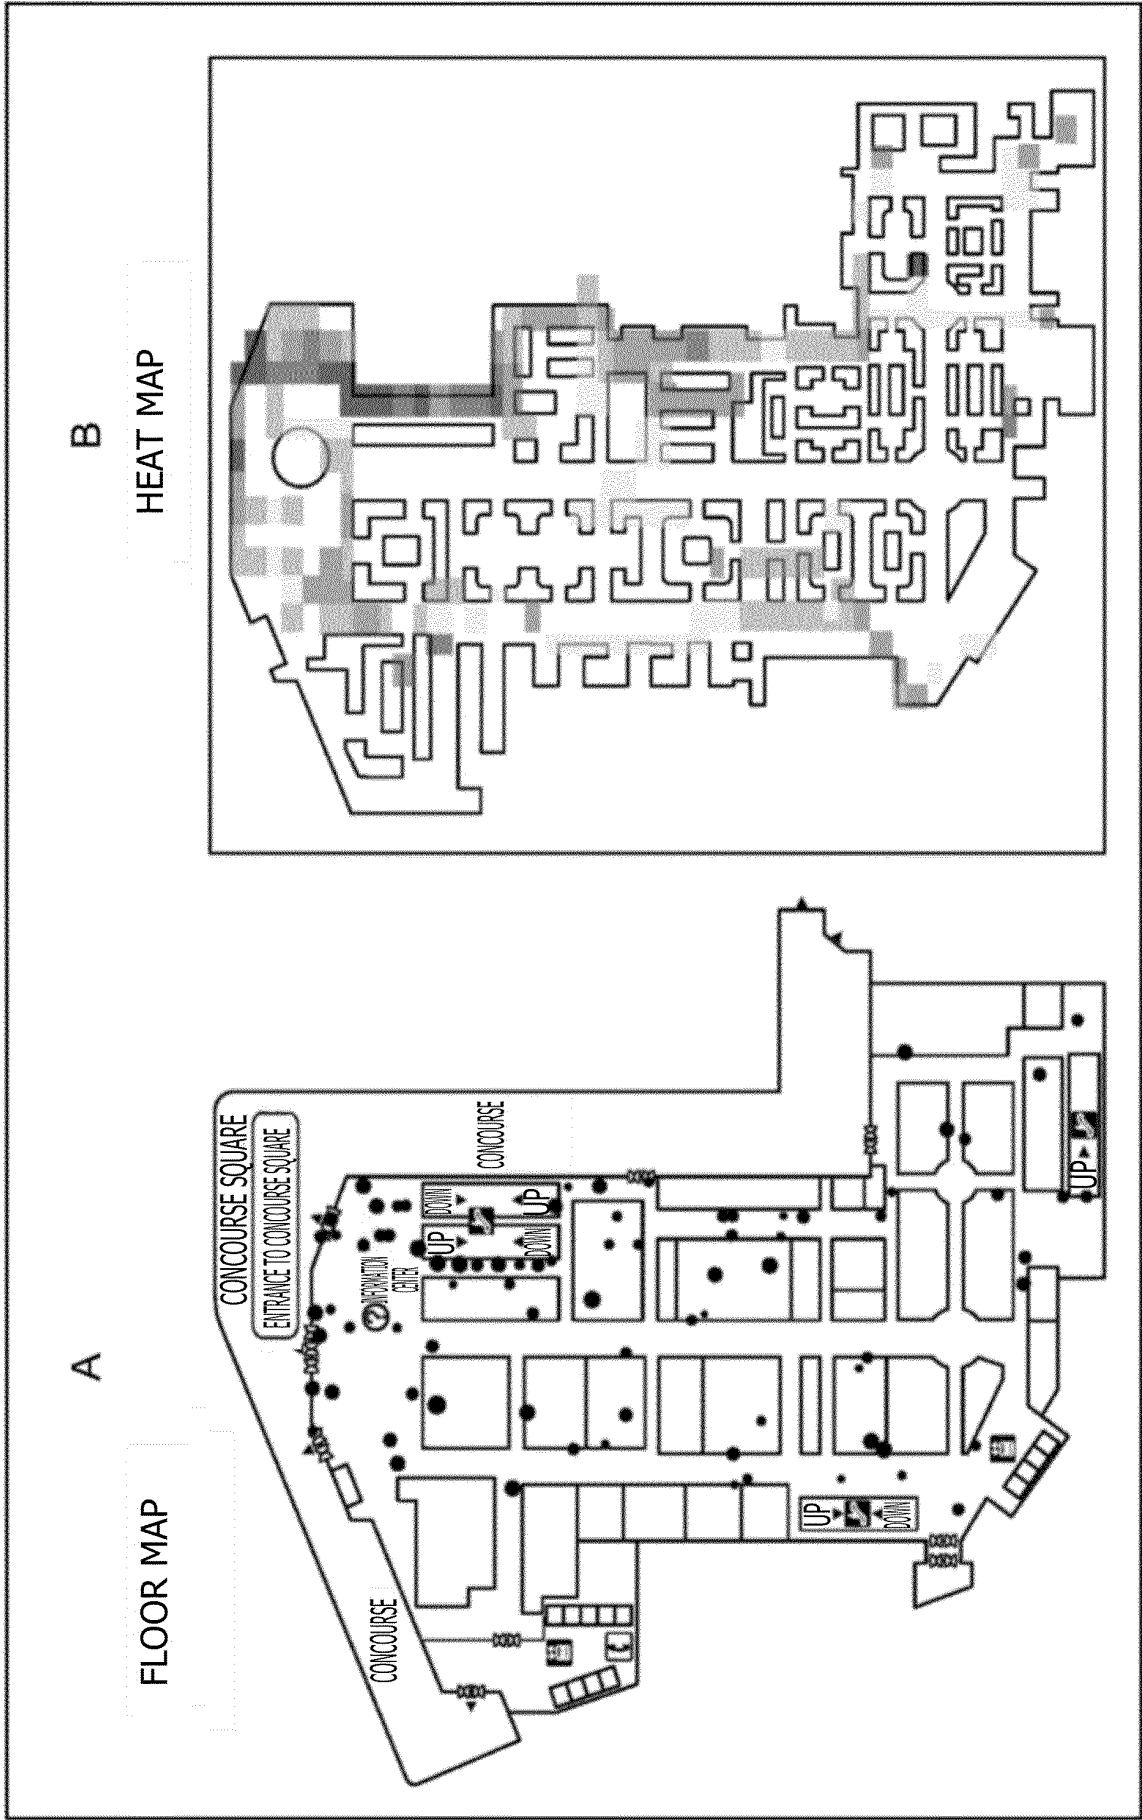 A
FLOOR MAP
CONCOURSE SQUARE
ENTRANCE TO CONCOURSE SQUARE
CONCOURSE
CONCOURSE
INFORMATION
CENTER
?
UP
DOWN
DOWN
UP
UP
DOWN
UP
B
HEAT MAP